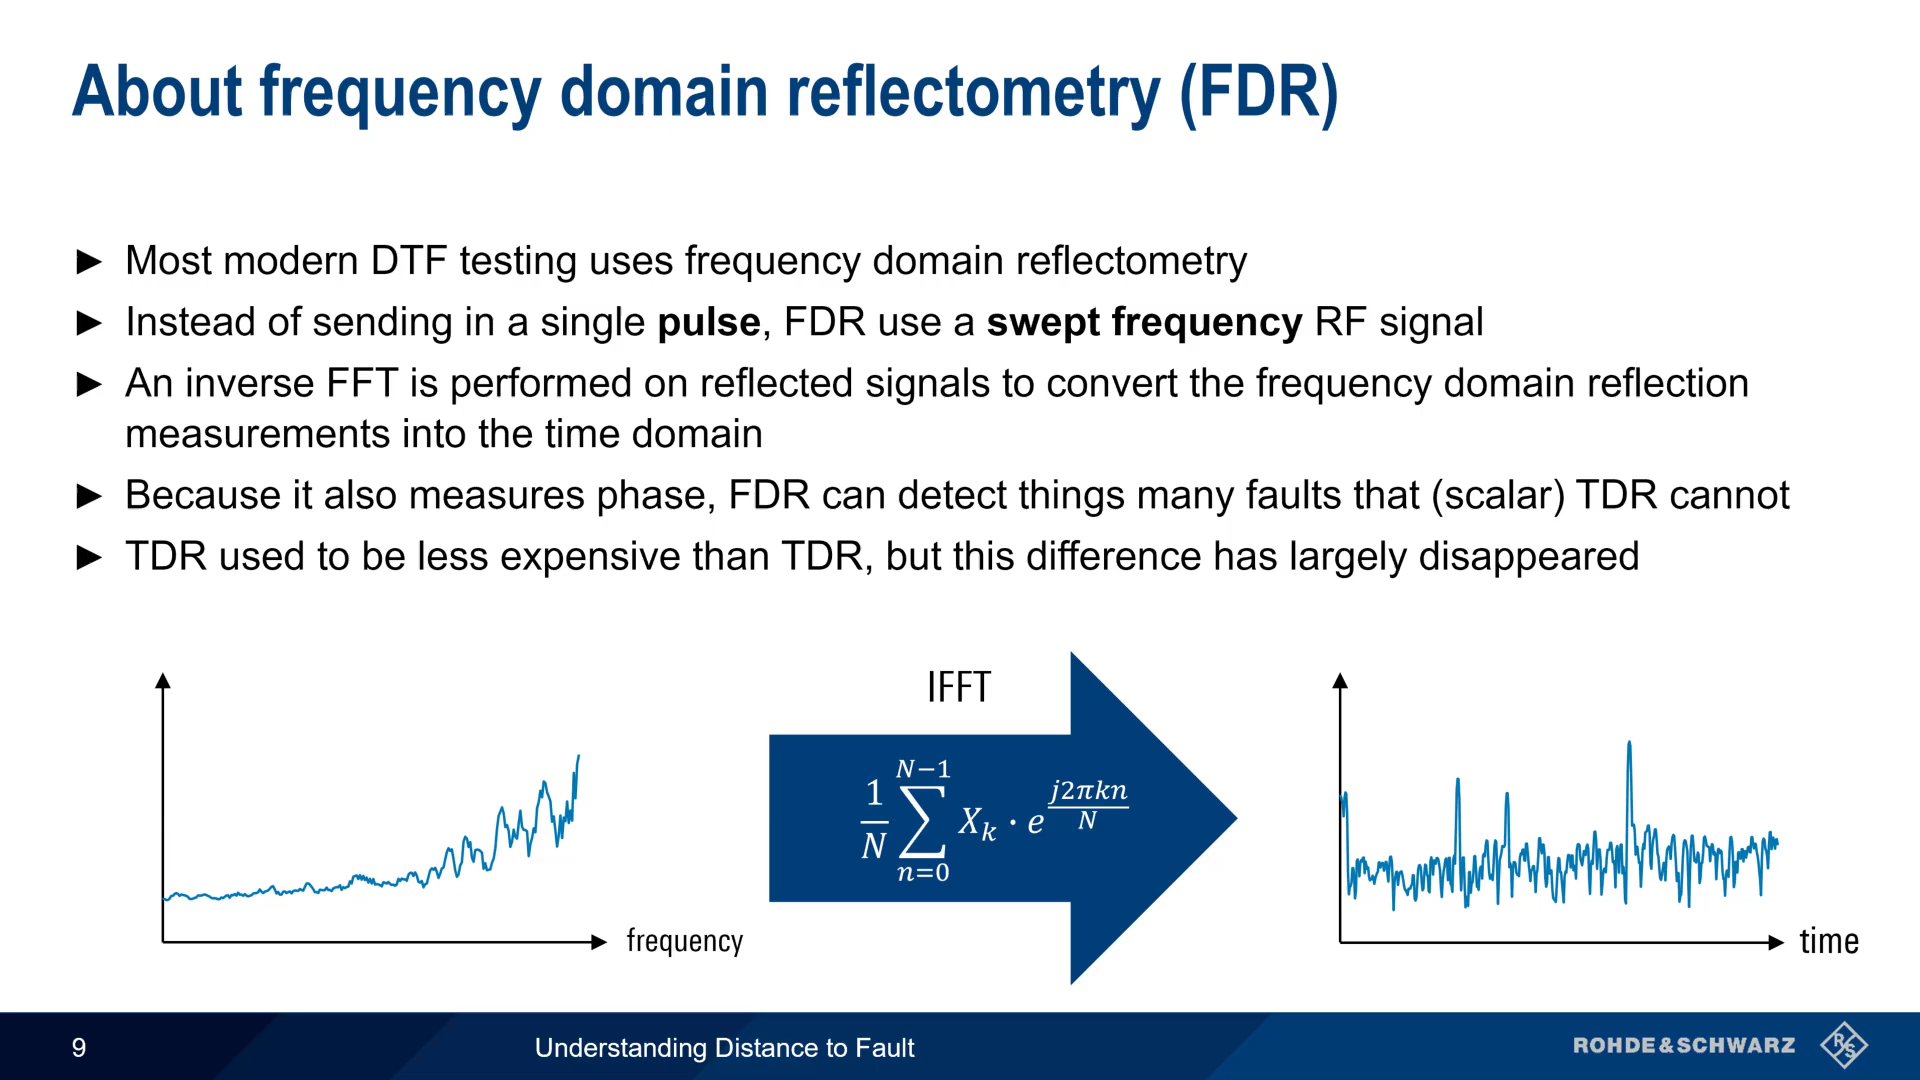 About frequency domain reflectometry (FDR)
► Most modern DTF testing uses frequency domain reflectometry
► Instead of sending in a single pulse, FDR use a swept frequency RF signal
► An inverse FFT is performed on reflected signals to convert the frequency domain reflection
measurements into the time domain
► Because it also measures phase, FDR can detect things many faults that (scalar) TDR cannot
► TDR used to be less expensive than TDR, but this difference has largely disappeared
IFFT
1/N ∑_{n=0}^{N−1} X_k · e^{j2πkn/N}
frequency
time
9
Understanding Distance to Fault
ROHDE&SCHWARZ
R&S